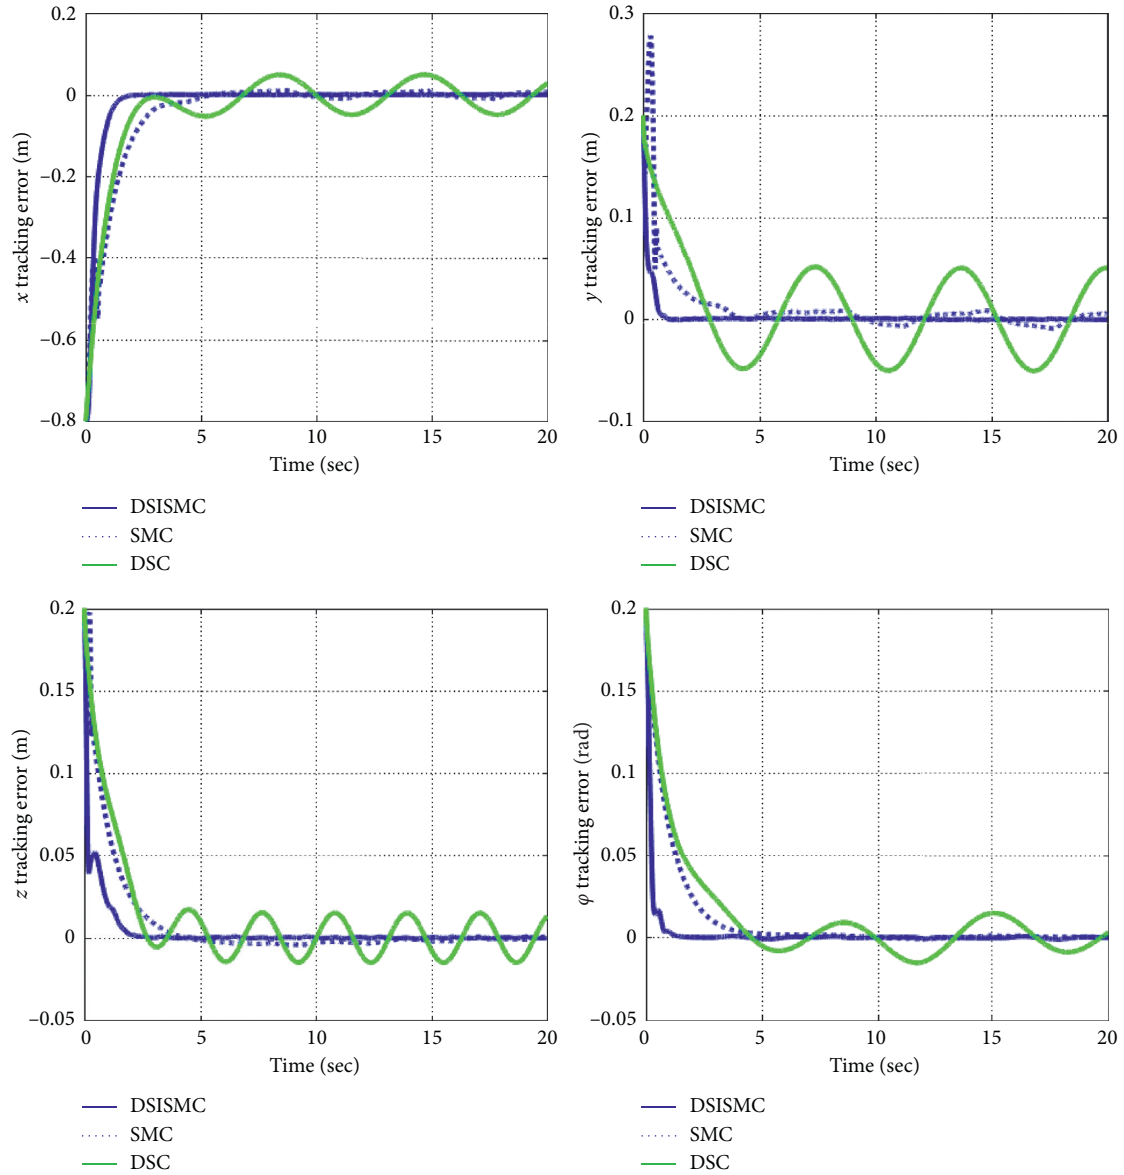 0.2
0
–0.2
–0.4
–0.6
–0.8
x tracking error (m)
0 5 10 15 20
Time (sec)
DSISMC
SMC
DSC
0.3
0.2
0.1
0
–0.1
y tracking error (m)
0 5 10 15 20
Time (sec)
DSISMC
SMC
DSC
0.2
0.15
0.1
0.05
0
–0.05
z tracking error (m)
0 5 10 15 20
Time (sec)
DSISMC
SMC
DSC
0.2
0.15
0.1
0.05
0
–0.05
φ tracking error (rad)
0 5 10 15 20
Time (sec)
DSISMC
SMC
DSC